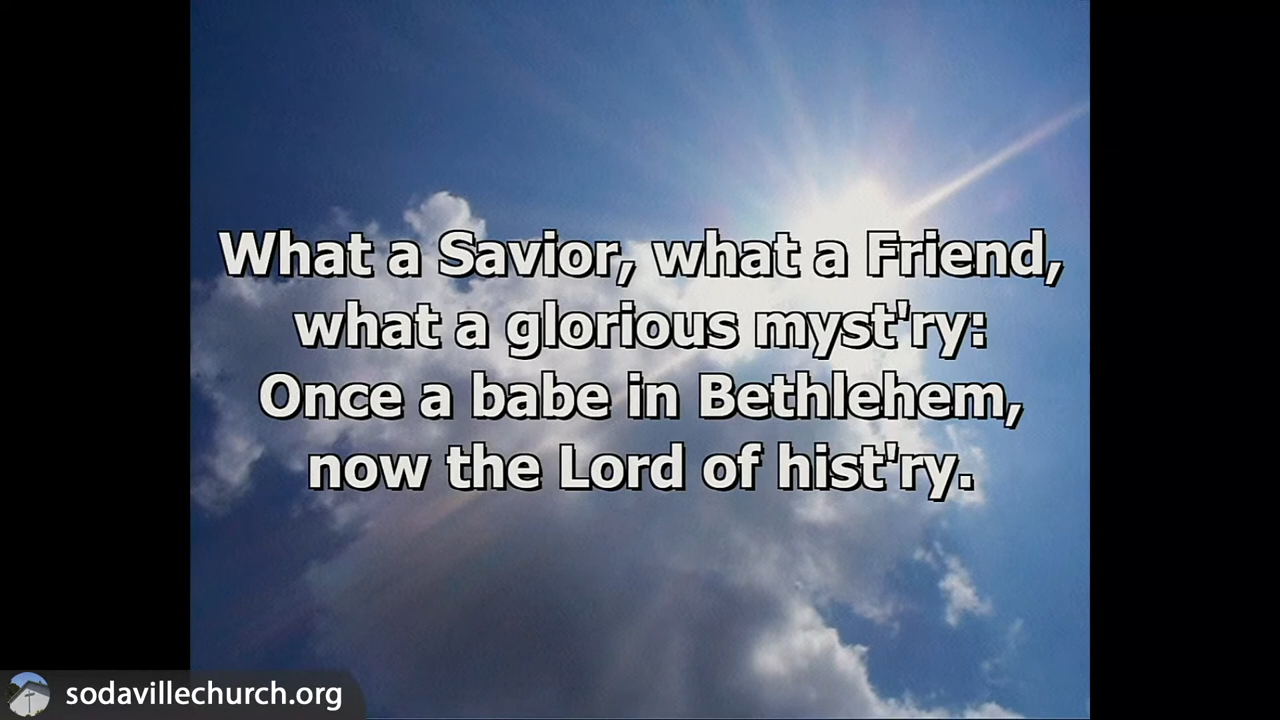 What a Savior, what a Friend,
what a glorious myst'ry:
Once a babe in Bethlehem,
now the Lord of hist'ry.
sodavillechurch.org